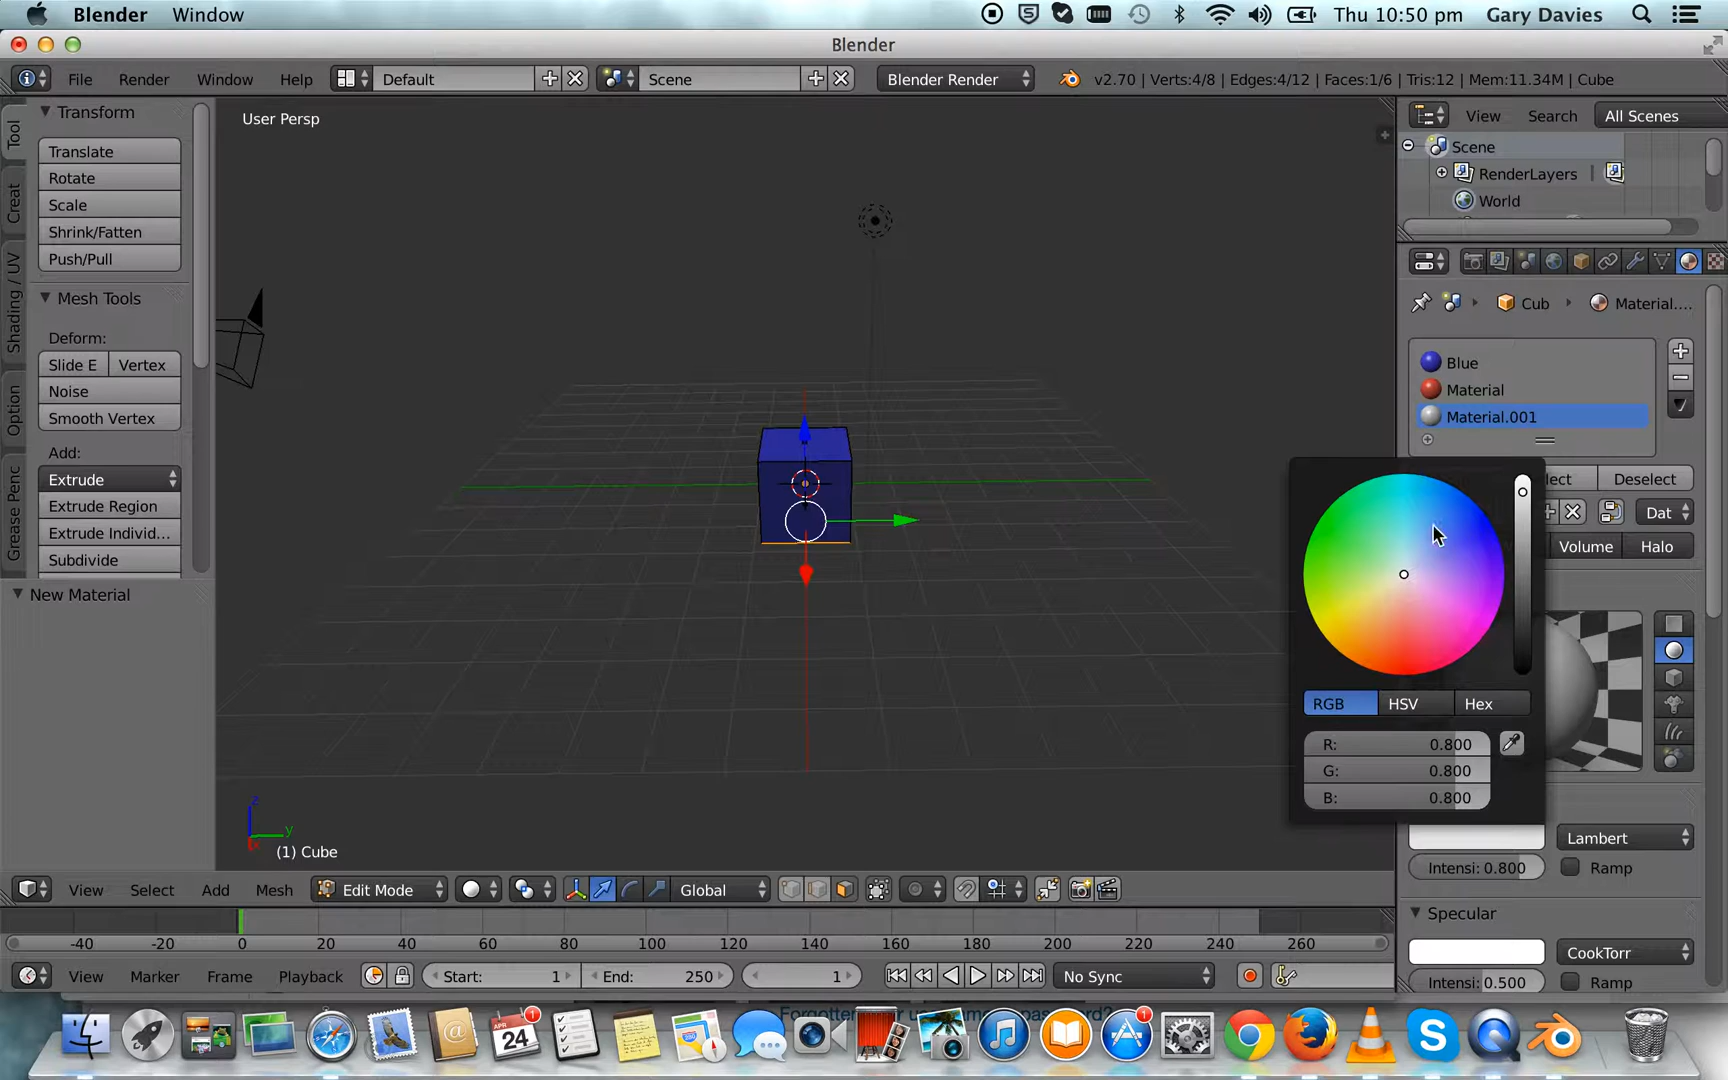 Blender Window Thu 10:50 pm Gary Davies
Blender
File Render Window Help Default Scene Blender Render v2.70 | Verts:4/8 | Edges:4/12 | Faces:1/6 | Tris:12 | Mem:11.34M | Cube
Transform
Translate
Rotate
Scale
Shrink/Fatten
Push/Pull
Mesh Tools
Deform:
Slide E Vertex
Noise
Smooth Vertex
Add:
Extrude
Extrude Region
Extrude Individ...
Subdivide
New Material
Tool
Creat
Shading / UV
Option
Grease Penc
User Persp
z
y
(1) Cube
View Search All Scenes
Scene
RenderLayers
World
Cub Material....
Blue
Material
Material.001
lect Deselect
Dat
Volume Halo
RGB HSV Hex
R: 0.800
G: 0.800
B: 0.800
Lambert
Intensi: 0.800 Ramp
Specular
CookTorr
Intensi: 0.500 Ramp
View Select Add Mesh Edit Mode Global
-40 -20 0 20 40 60 80 100 120 140 160 180 200 220 240 260
View Marker Frame Playback Start: 1 End: 250 1 No Sync
APR
24
1
1